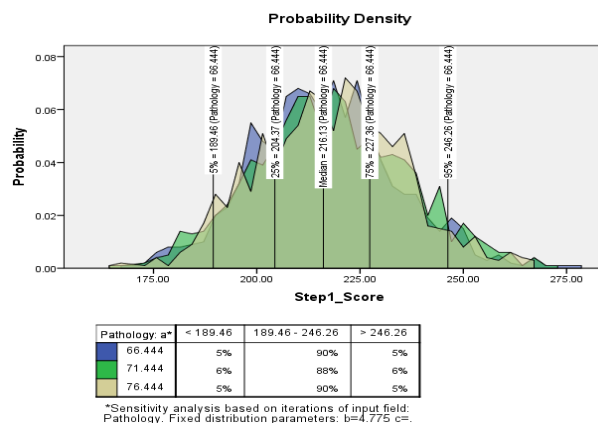 Probability Density
0.08
0.06
0.04
0.02
0.00
Probability
5% = 189.46 (Pathology = 66.444)
25% = 204.37 (Pathology = 66.444)
Median = 216.13 (Pathology = 66.444)
75% = 227.36 (Pathology = 66.444)
95% = 246.26 (Pathology = 66.444)
175.00 200.00 225.00 250.00 275.00
Step1_Score
Pathology: a* < 189.46 189.46 - 246.26 > 246.26
66.444 5% 90% 5%
71.444 6% 88% 6%
76.444 5% 90% 5%
*Sensitivity analysis based on iterations of input field:
Pathology. Fixed distribution parameters: b=4.775 c=.